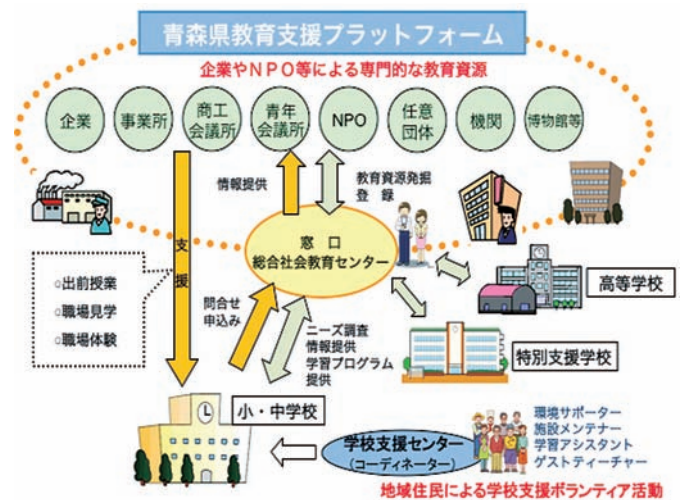 青森県教育支援プラットフォーム
企業やNPO等による専門的な教育資源
企業
事業所
商工
会議所
青年
会議所
NPO
任意
団体
機関
博物館等
情報提供
教育資源発掘
登　録
窓　口
総合社会教育センター
支
援
○出前授業
○職場見学
○職場体験
問合せ
申込み
ニーズ調査
情報提供
学習プログラム
提供
高等学校
特別支援学校
小・中学校
学校支援センター
(コーディネーター)
環境サポーター
施設メンテナー
学習アシスタント
ゲストティーチャー
地域住民による学校支援ボランティア活動